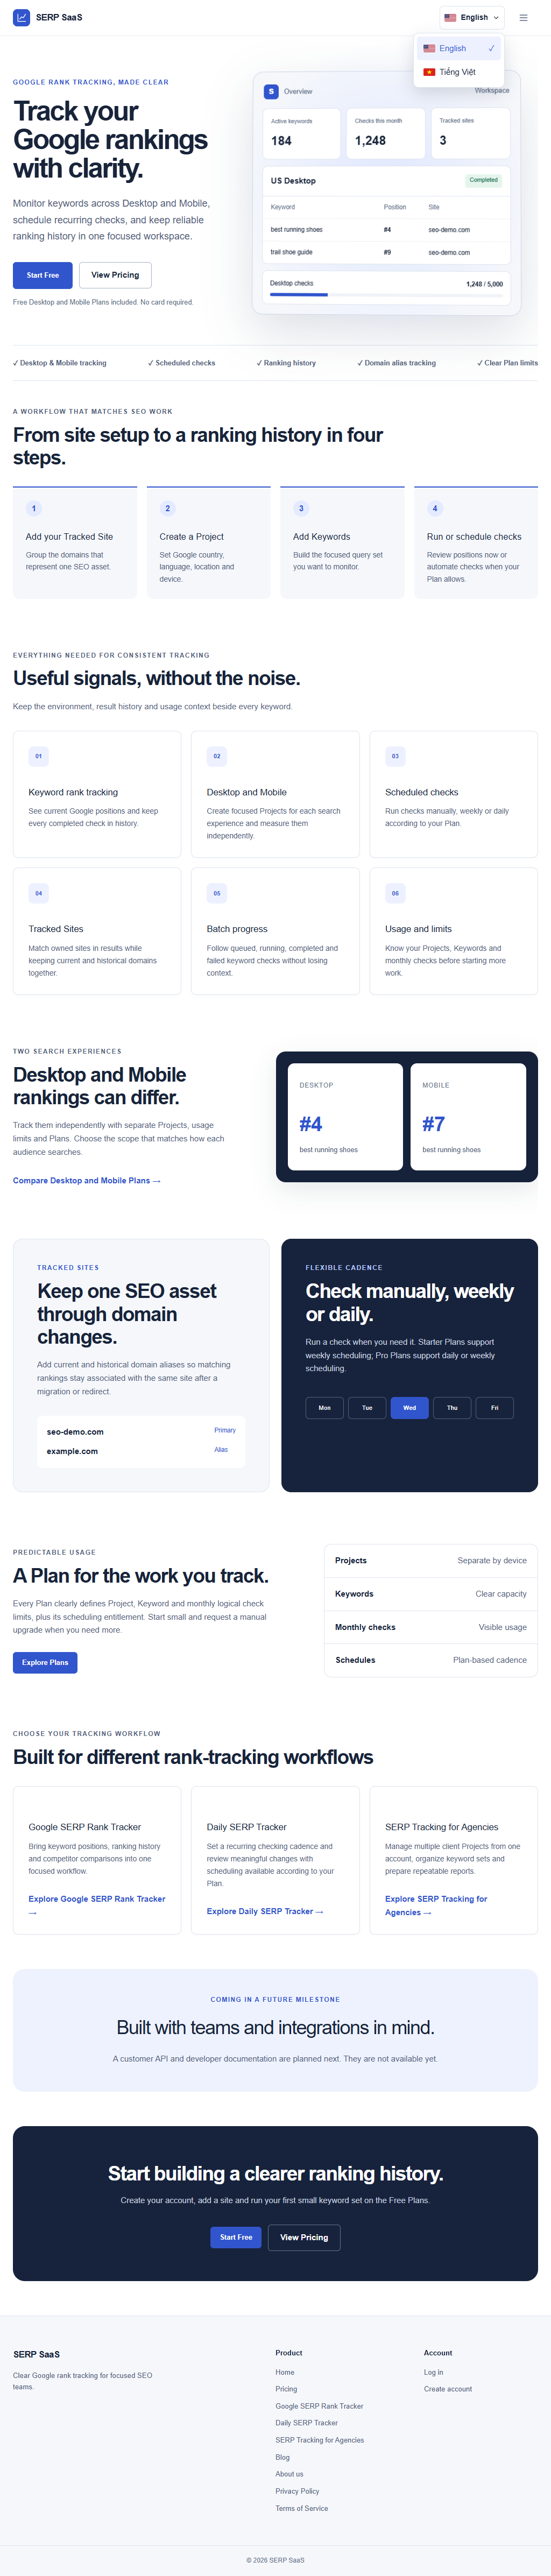 SERP SaaS
English
English ✓
Tiếng Việt
GOOGLE RANK TRACKING, MADE CLEAR
Track your
Google rankings
with clarity.
Monitor keywords across Desktop and Mobile,
schedule recurring checks, and keep reliable
ranking history in one focused workspace.
Start Free
View Pricing
Free Desktop and Mobile Plans included. No card required.
S Overview
Workspace
Active keywords
184
Checks this month
1,248
Tracked sites
3
US Desktop
Completed
Keyword Position Site
best running shoes #4 seo-demo.com
trail shoe guide #9 seo-demo.com
Desktop checks 1,248 / 5,000
✓ Desktop & Mobile tracking
✓ Scheduled checks
✓ Ranking history
✓ Domain alias tracking
✓ Clear Plan limits
A WORKFLOW THAT MATCHES SEO WORK
From site setup to a ranking history in four
steps.
1
Add your Tracked Site
Group the domains that
represent one SEO asset.
2
Create a Project
Set Google country,
language, location and
device.
3
Add Keywords
Build the focused query set
you want to monitor.
4
Run or schedule checks
Review positions now or
automate checks when your
Plan allows.
EVERYTHING NEEDED FOR CONSISTENT TRACKING
Useful signals, without the noise.
Keep the environment, result history and usage context beside every keyword.
01
Keyword rank tracking
See current Google positions and keep
every completed check in history.
02
Desktop and Mobile
Create focused Projects for each search
experience and measure them
independently.
03
Scheduled checks
Run checks manually, weekly or daily
according to your Plan.
04
Tracked Sites
Match owned sites in results while
keeping current and historical domains
together.
05
Batch progress
Follow queued, running, completed and
failed keyword checks without losing
context.
06
Usage and limits
Know your Projects, Keywords and
monthly checks before starting more
work.
TWO SEARCH EXPERIENCES
Desktop and Mobile
rankings can differ.
Track them independently with separate Projects, usage
limits and Plans. Choose the scope that matches how each
audience searches.
Compare Desktop and Mobile Plans →
DESKTOP
#4
best running shoes
MOBILE
#7
best running shoes
TRACKED SITES
Keep one SEO asset
through domain
changes.
Add current and historical domain aliases so matching
rankings stay associated with the same site after a
migration or redirect.
seo-demo.com Primary
example.com Alias
FLEXIBLE CADENCE
Check manually, weekly
or daily.
Run a check when you need it. Starter Plans support
weekly scheduling; Pro Plans support daily or weekly
scheduling.
Mon Tue Wed Thu Fri
PREDICTABLE USAGE
A Plan for the work you track.
Every Plan clearly defines Project, Keyword and monthly logical check
limits, plus its scheduling entitlement. Start small and request a manual
upgrade when you need more.
Explore Plans
Projects Separate by device
Keywords Clear capacity
Monthly checks Visible usage
Schedules Plan-based cadence
CHOOSE YOUR TRACKING WORKFLOW
Built for different rank-tracking workflows
Google SERP Rank Tracker
Bring keyword positions, ranking history
and competitor comparisons into one
focused workflow.
Explore Google SERP Rank Tracker
→
Daily SERP Tracker
Set a recurring checking cadence and
review meaningful changes with
scheduling available according to your
Plan.
Explore Daily SERP Tracker →
SERP Tracking for Agencies
Manage multiple client Projects from one
account, organize keyword sets and
prepare repeatable reports.
Explore SERP Tracking for
Agencies →
COMING IN A FUTURE MILESTONE
Built with teams and integrations in mind.
A customer API and developer documentation are planned next. They are not available yet.
Start building a clearer ranking history.
Create your account, add a site and run your first small keyword set on the Free Plans.
Start Free
View Pricing
SERP SaaS
Clear Google rank tracking for focused SEO
teams.
Product
Home
Pricing
Google SERP Rank Tracker
Daily SERP Tracker
SERP Tracking for Agencies
Blog
About us
Privacy Policy
Terms of Service
Account
Log in
Create account
© 2026 SERP SaaS